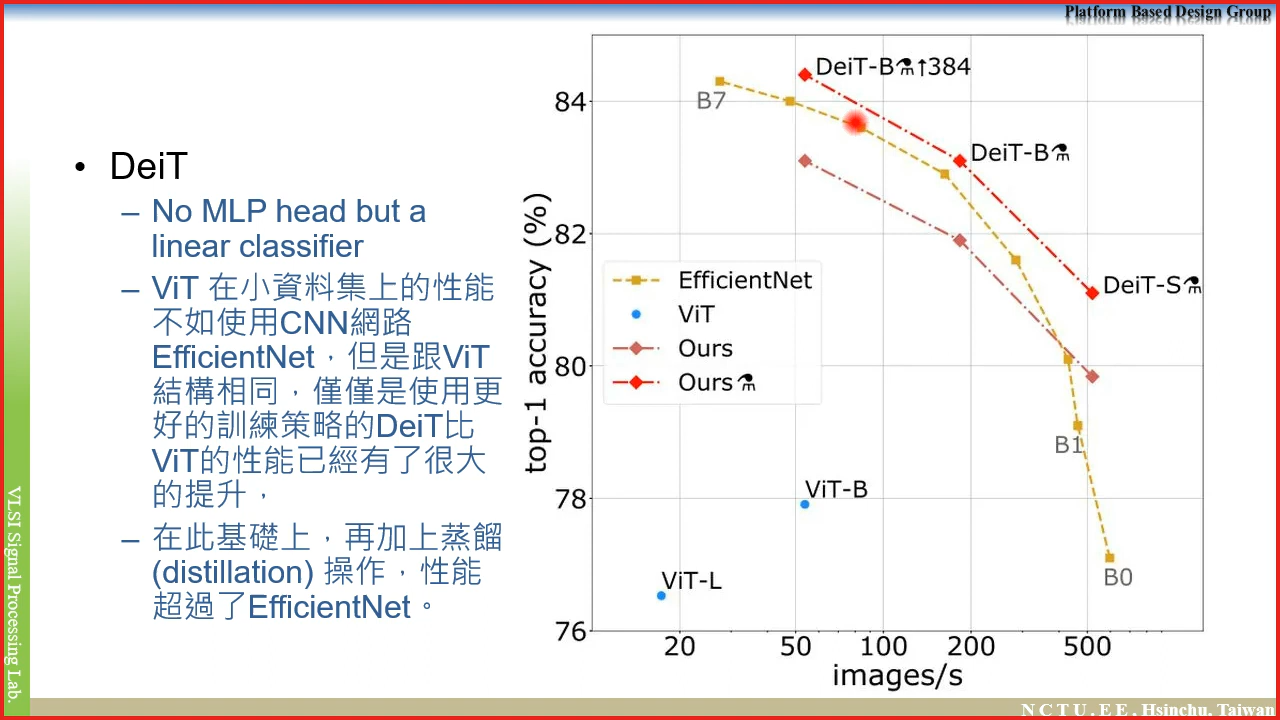 Platform Based Design Group
• DeiT
– No MLP head but a
linear classifier
– ViT 在小資料集上的性能
不如使用CNN網路
EfficientNet，但是跟ViT
結構相同，僅僅是使用更
好的訓練策略的DeiT比
ViT的性能已經有了很大
的提升，
– 在此基礎上，再加上蒸餾
(distillation) 操作，性能
超過了EfficientNet。
VLSI Signal Processing Lab.
top-1 accuracy (%)
84
82
80
78
76
DeiT-B⚗↑384
B7
DeiT-B⚗
DeiT-S⚗
EfficientNet
ViT
Ours
Ours⚗
B1
ViT-B
B0
ViT-L
20 50 100 200 500
images/s
N C T U . E E . Hsinchu, Taiwan